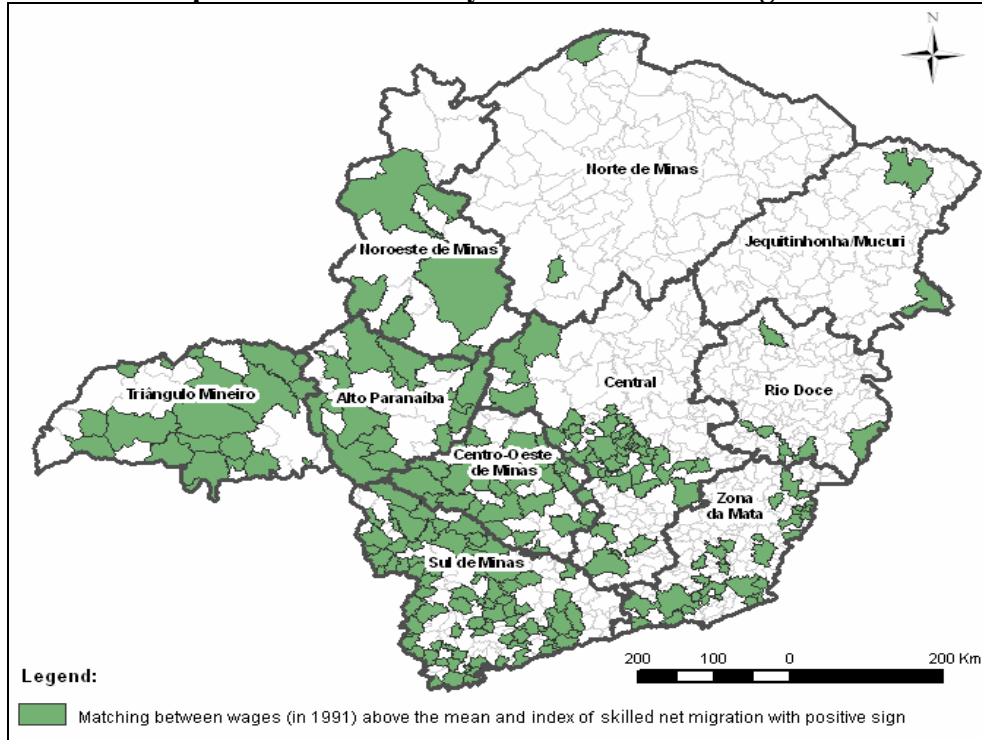 N
Norte de Minas
Jequitinhonha/Mucuri
Noroeste de Minas
Central
Rio Doce
Triângulo Mineiro
Alto Paranaíba
Centro-Oeste
de Minas
Zona
da Mata
Sul de Minas
200 100 0 200 Km
Legend:
Matching between wages (in 1991) above the mean and index of skilled net migration with positive sign